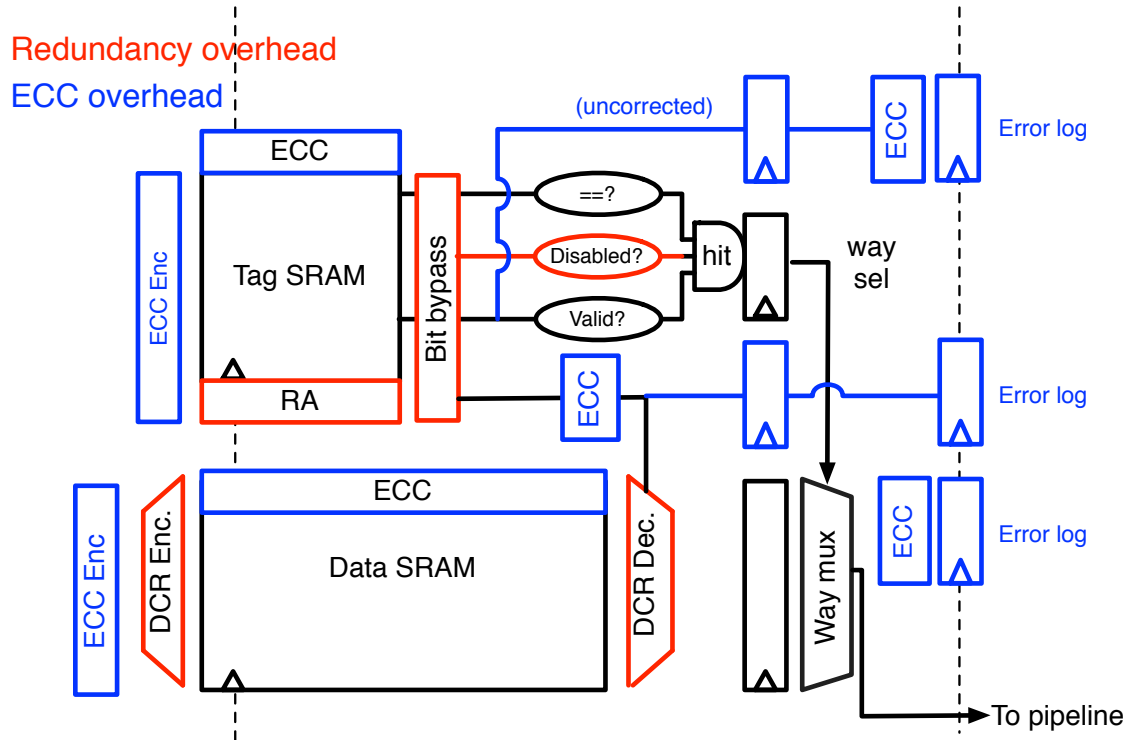 Redundancy overhead
ECC overhead
(uncorrected)
ECC
Error log
ECC
ECC Enc
Tag SRAM
RA
Bit bypass
==?
Disabled?
Valid?
hit
way
sel
ECC
Error log
ECC Enc
DCR Enc.
ECC
Data SRAM
DCR Dec.
Way mux
ECC
Error log
To pipeline